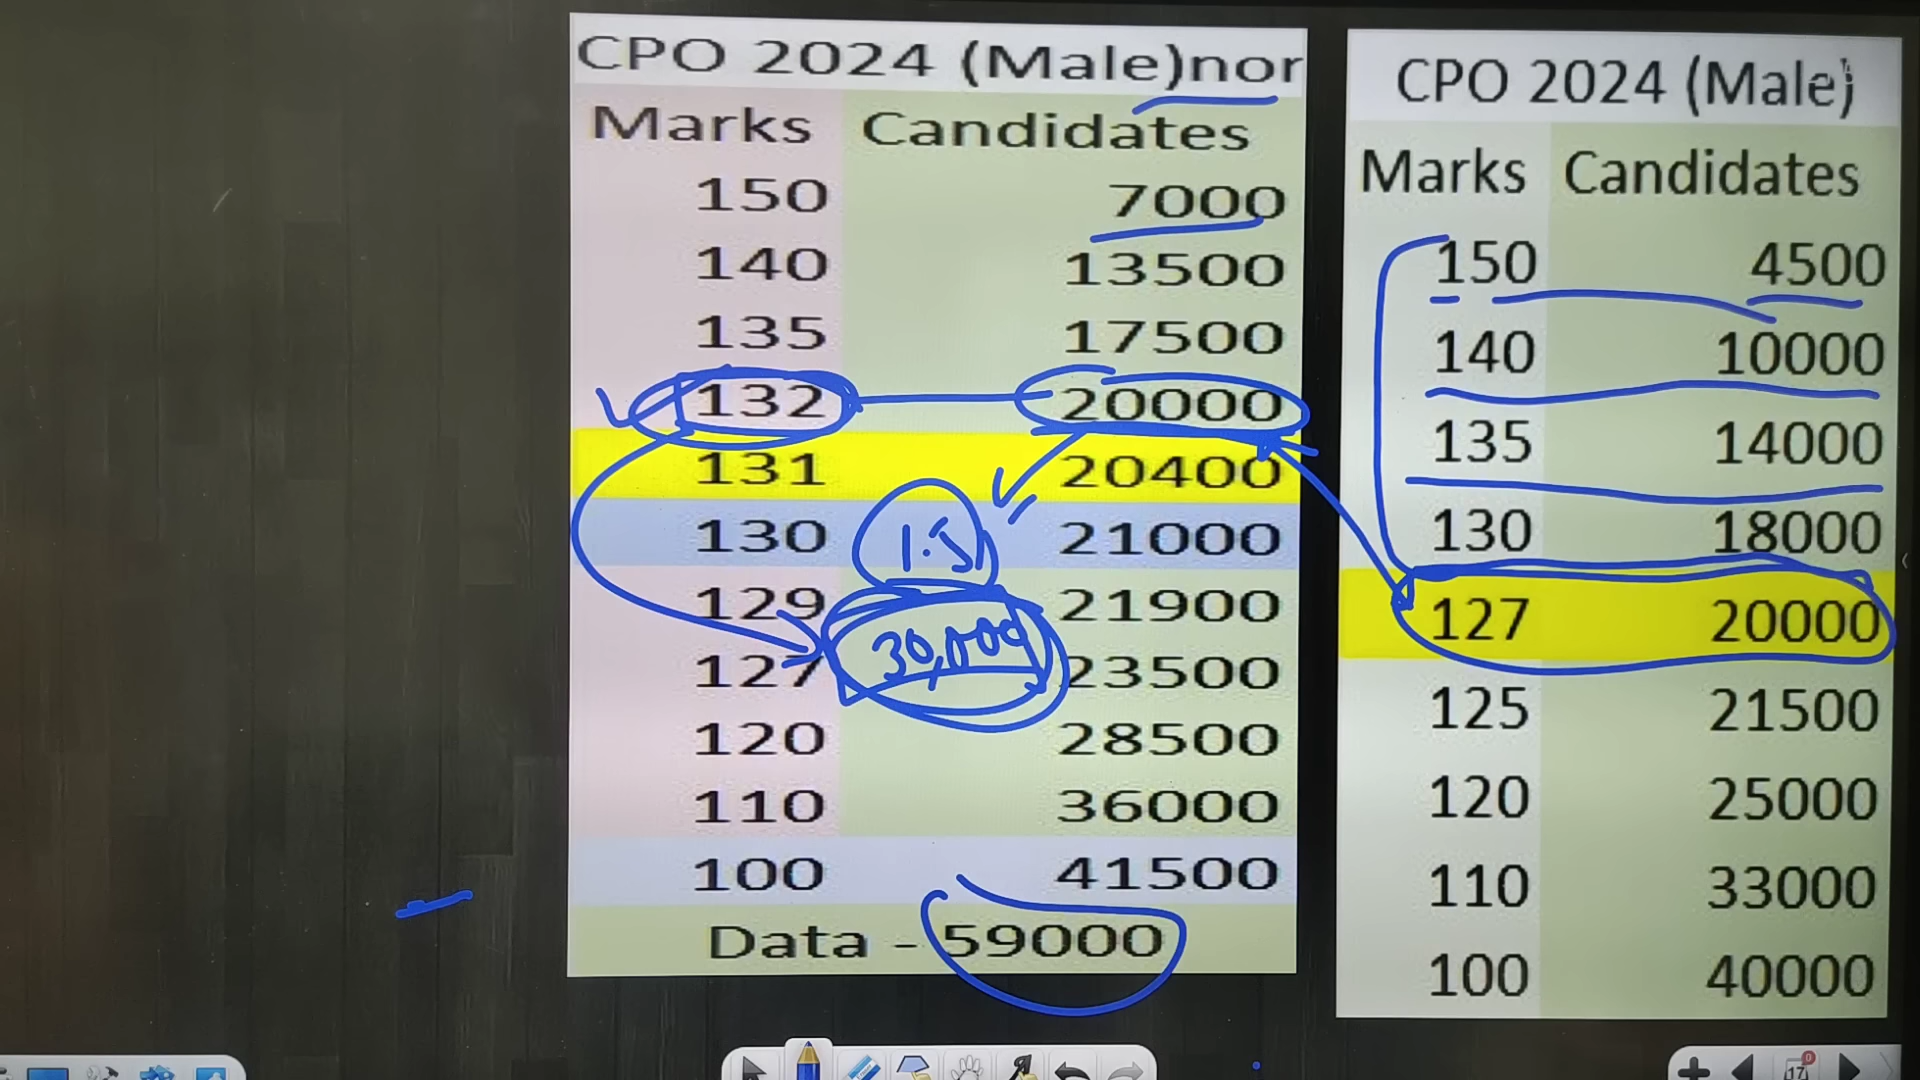 CPO 2024 (Male)nor
Marks Candidates
150 7000
140 13500
135 17500
132 20000
131 20400
130 1.5 21000
129 21900
127 30,000 23500
120 28500
110 36000
100 41500
Data - 59000
CPO 2024 (Male)
Marks Candidates
150 4500
140 10000
135 14000
130 18000
127 20000
125 21500
120 25000
110 33000
100 40000
17
0